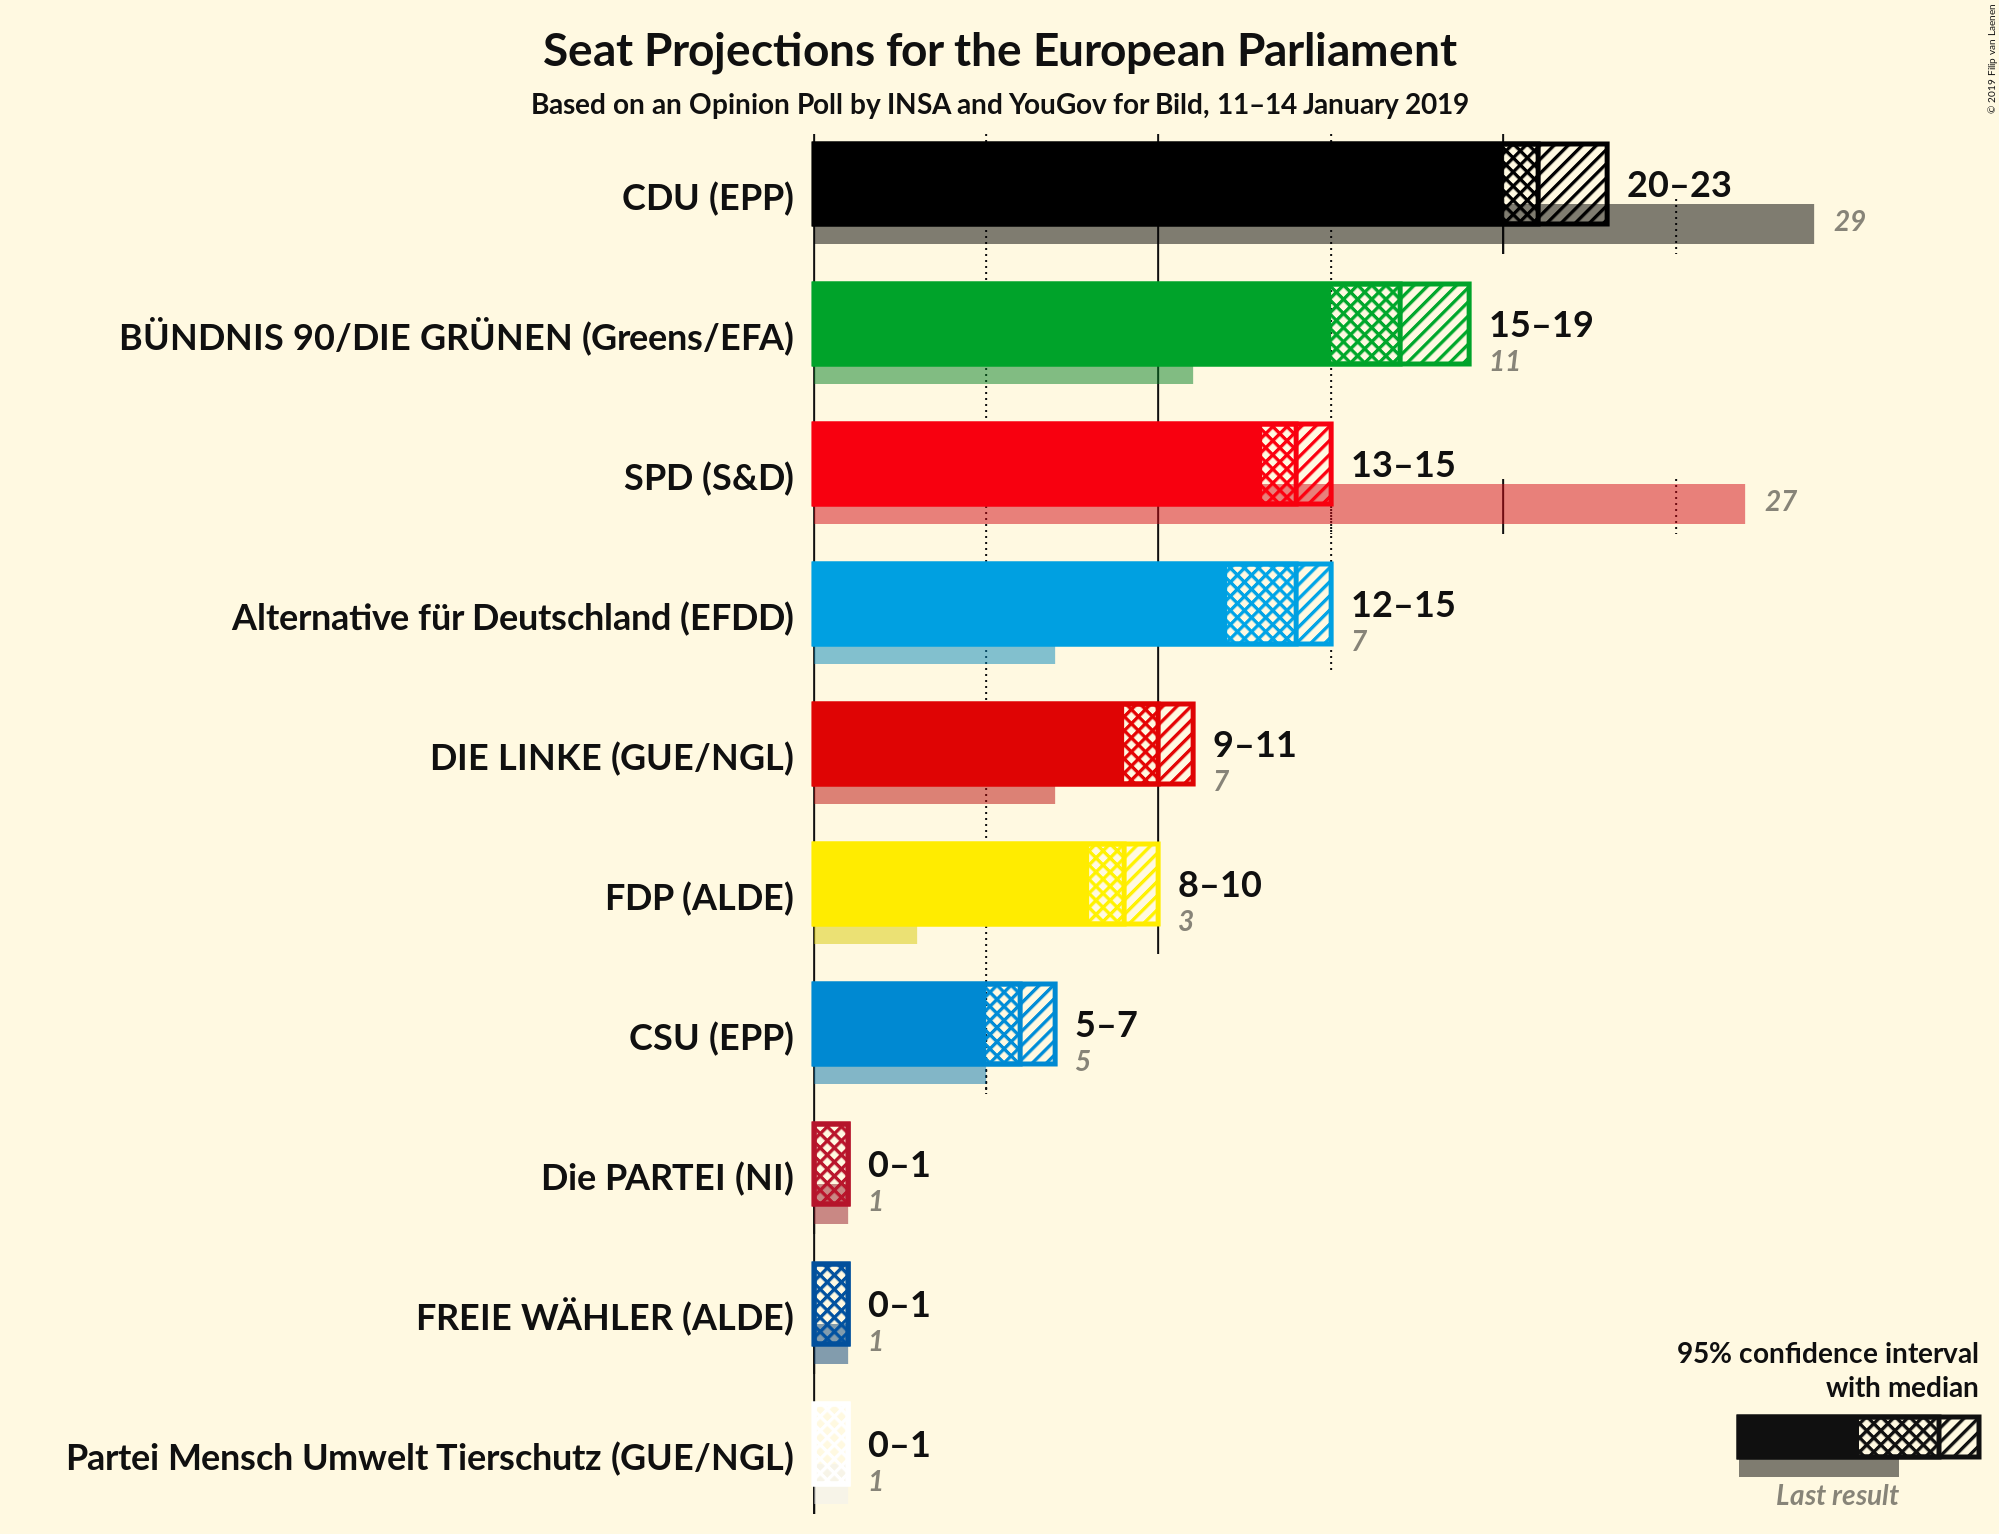 Seat Projections for the European Parliament
Based on an Opinion Poll by INSA and YouGov for Bild, 11–14 January 2019
© 2019 Filip van Laenen
CDU (EPP)
20–23
29
BÜNDNIS 90/DIE GRÜNEN (Greens/EFA)
15–19
11
SPD (S&D)
13–15
27
Alternative für Deutschland (EFDD)
12–15
7
DIE LINKE (GUE/NGL)
9–11
7
FDP (ALDE)
8–10
3
CSU (EPP)
5–7
5
Die PARTEI (NI)
0–1
1
FREIE WÄHLER (ALDE)
0–1
1
Partei Mensch Umwelt Tierschutz (GUE/NGL)
0–1
1
95% confidence interval
with median
Last result